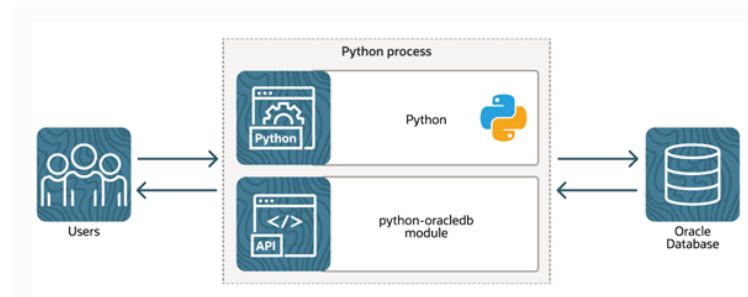 Python process
Python
Python
API
python-oracledb
module
Users
Oracle
Database